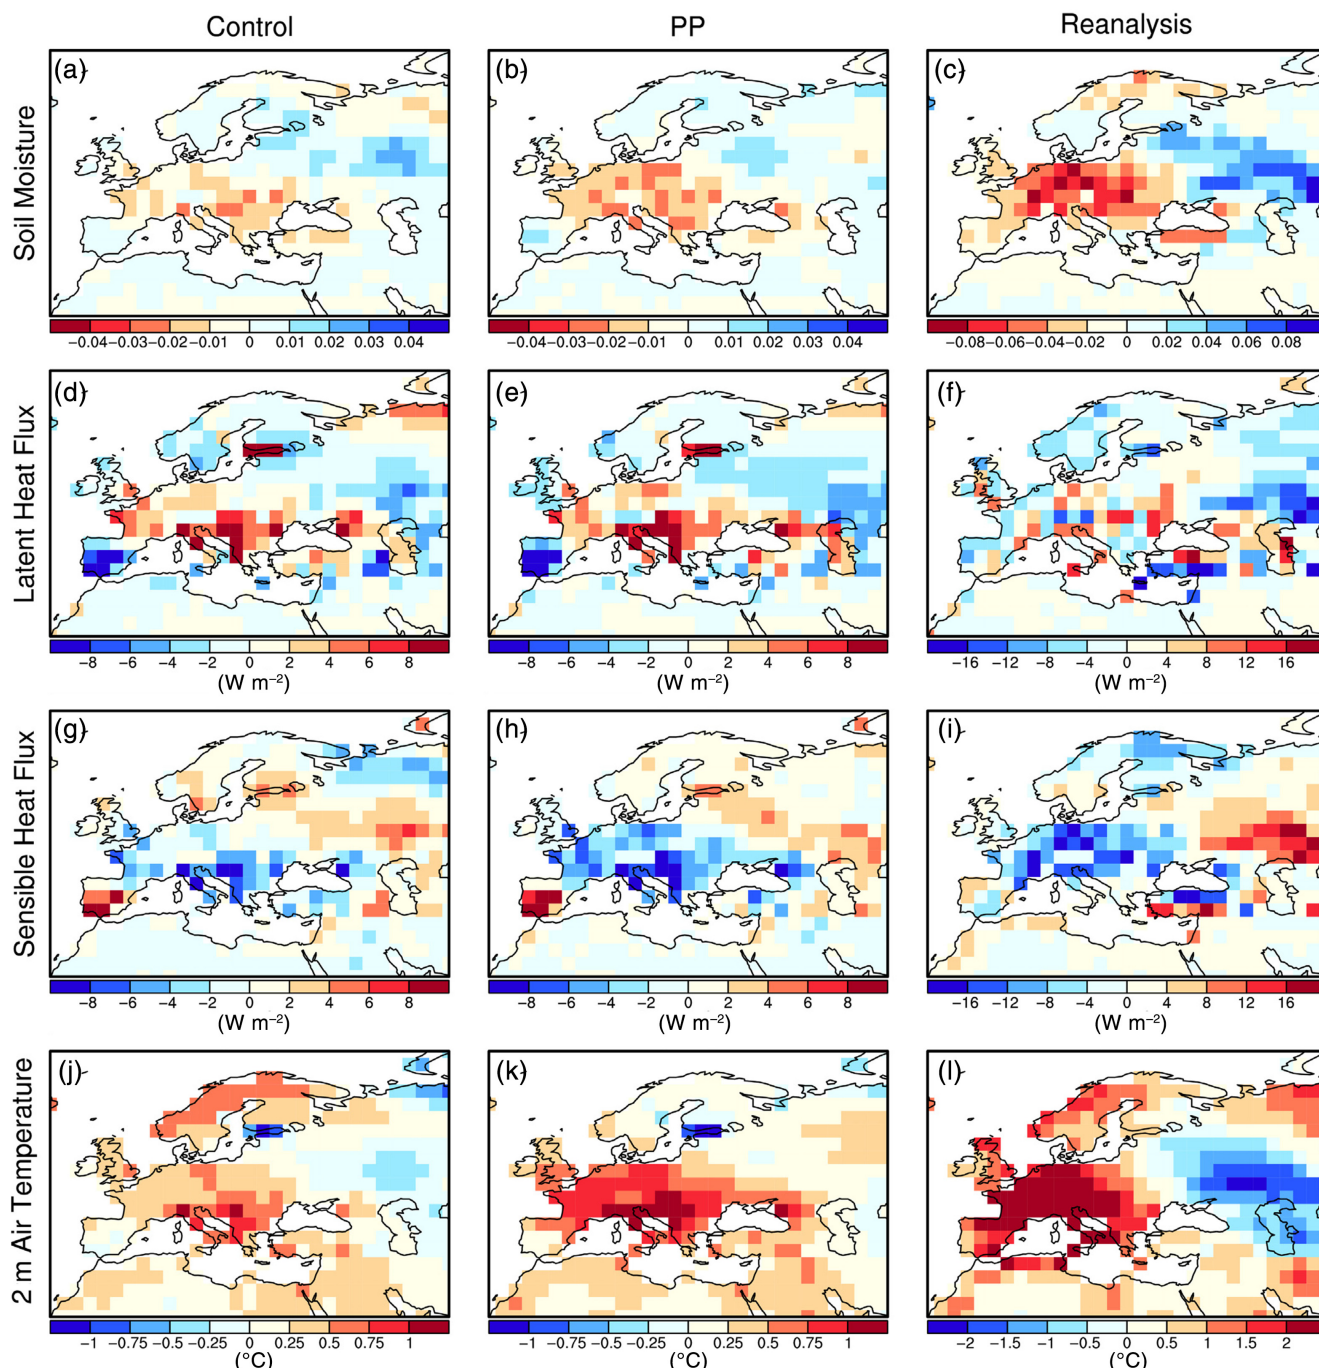 Control PP Reanalysis
Soil Moisture
(a) (b) (c)
−0.04 −0.03 −0.02 −0.01 0 0.01 0.02 0.03 0.04
−0.04 −0.03 −0.02 −0.01 0 0.01 0.02 0.03 0.04
−0.08 −0.06 −0.04 −0.02 0 0.02 0.04 0.06 0.08
Latent Heat Flux
(d) (e) (f)
−8 −6 −4 −2 0 2 4 6 8
−8 −6 −4 −2 0 2 4 6 8
−16 −12 −8 −4 0 4 8 12 16
(W m−2) (W m−2) (W m−2)
Sensible Heat Flux
(g) (h) (i)
−8 −6 −4 −2 0 2 4 6 8
−8 −6 −4 −2 0 2 4 6 8
−16 −12 −8 −4 0 4 8 12 16
(W m−2) (W m−2) (W m−2)
2 m Air Temperature
(j) (k) (l)
−1 −0.75 −0.5 −0.25 0 0.25 0.5 0.75 1
−1 −0.75 −0.5 −0.25 0 0.25 0.5 0.75 1
−2 −1.5 −1 −0.5 0 0.5 1 1.5 2
(°C) (°C) (°C)